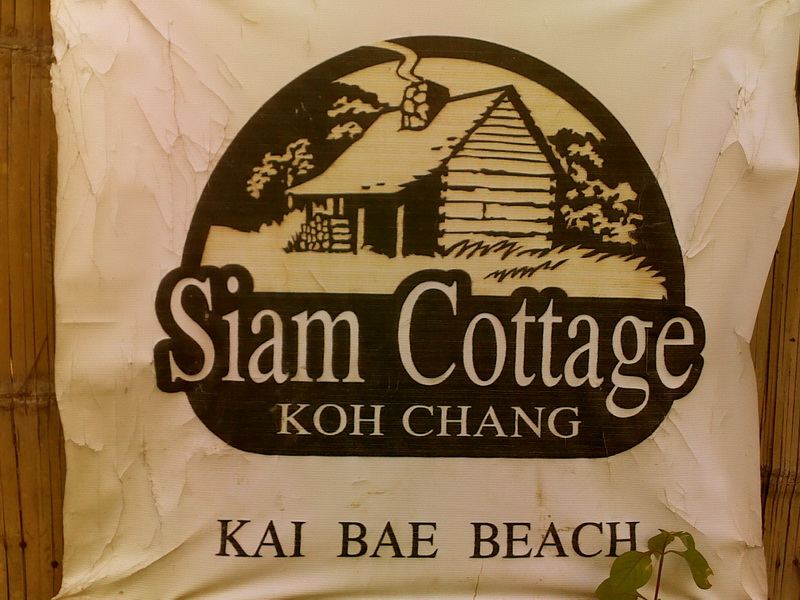 Siam Cottage
KOH CHANG
KAI BAE BEACH